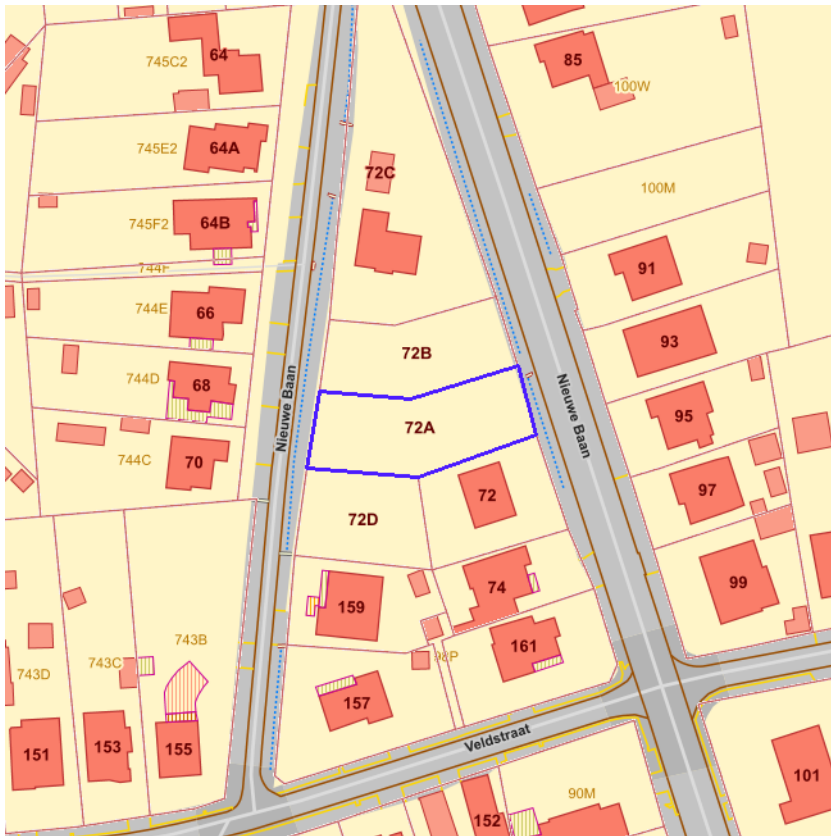 64
745C2
85
100W
745E2
64A
72C
100M
745F2
64B
744F
91
744E
66
93
72B
Nieuwe Baan
Nieuwe Baan
744D
68
95
72A
744C
70
97
72
72D
99
74
159
743B
161
98P
743C
743D
157
Veldstraat
151
153
155
101
90M
152